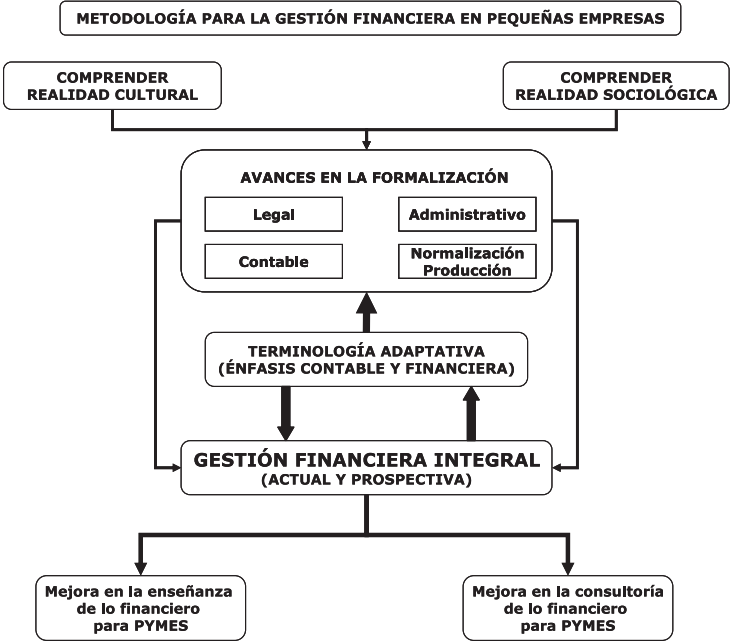 METODOLOGÍA PARA LA GESTIÓN FINANCIERA EN PEQUEÑAS EMPRESAS
COMPRENDER
REALIDAD CULTURAL
COMPRENDER
REALIDAD SOCIOLÓGICA
AVANCES EN LA FORMALIZACIÓN
Legal
Administrativo
Contable
Normalización
Producción
TERMINOLOGÍA ADAPTATIVA
(ÉNFASIS CONTABLE Y FINANCIERA)
GESTIÓN FINANCIERA INTEGRAL
(ACTUAL Y PROSPECTIVA)
Mejora en la enseñanza
de lo financiero
para PYMES
Mejora en la consultoría
de lo financiero
para PYMES